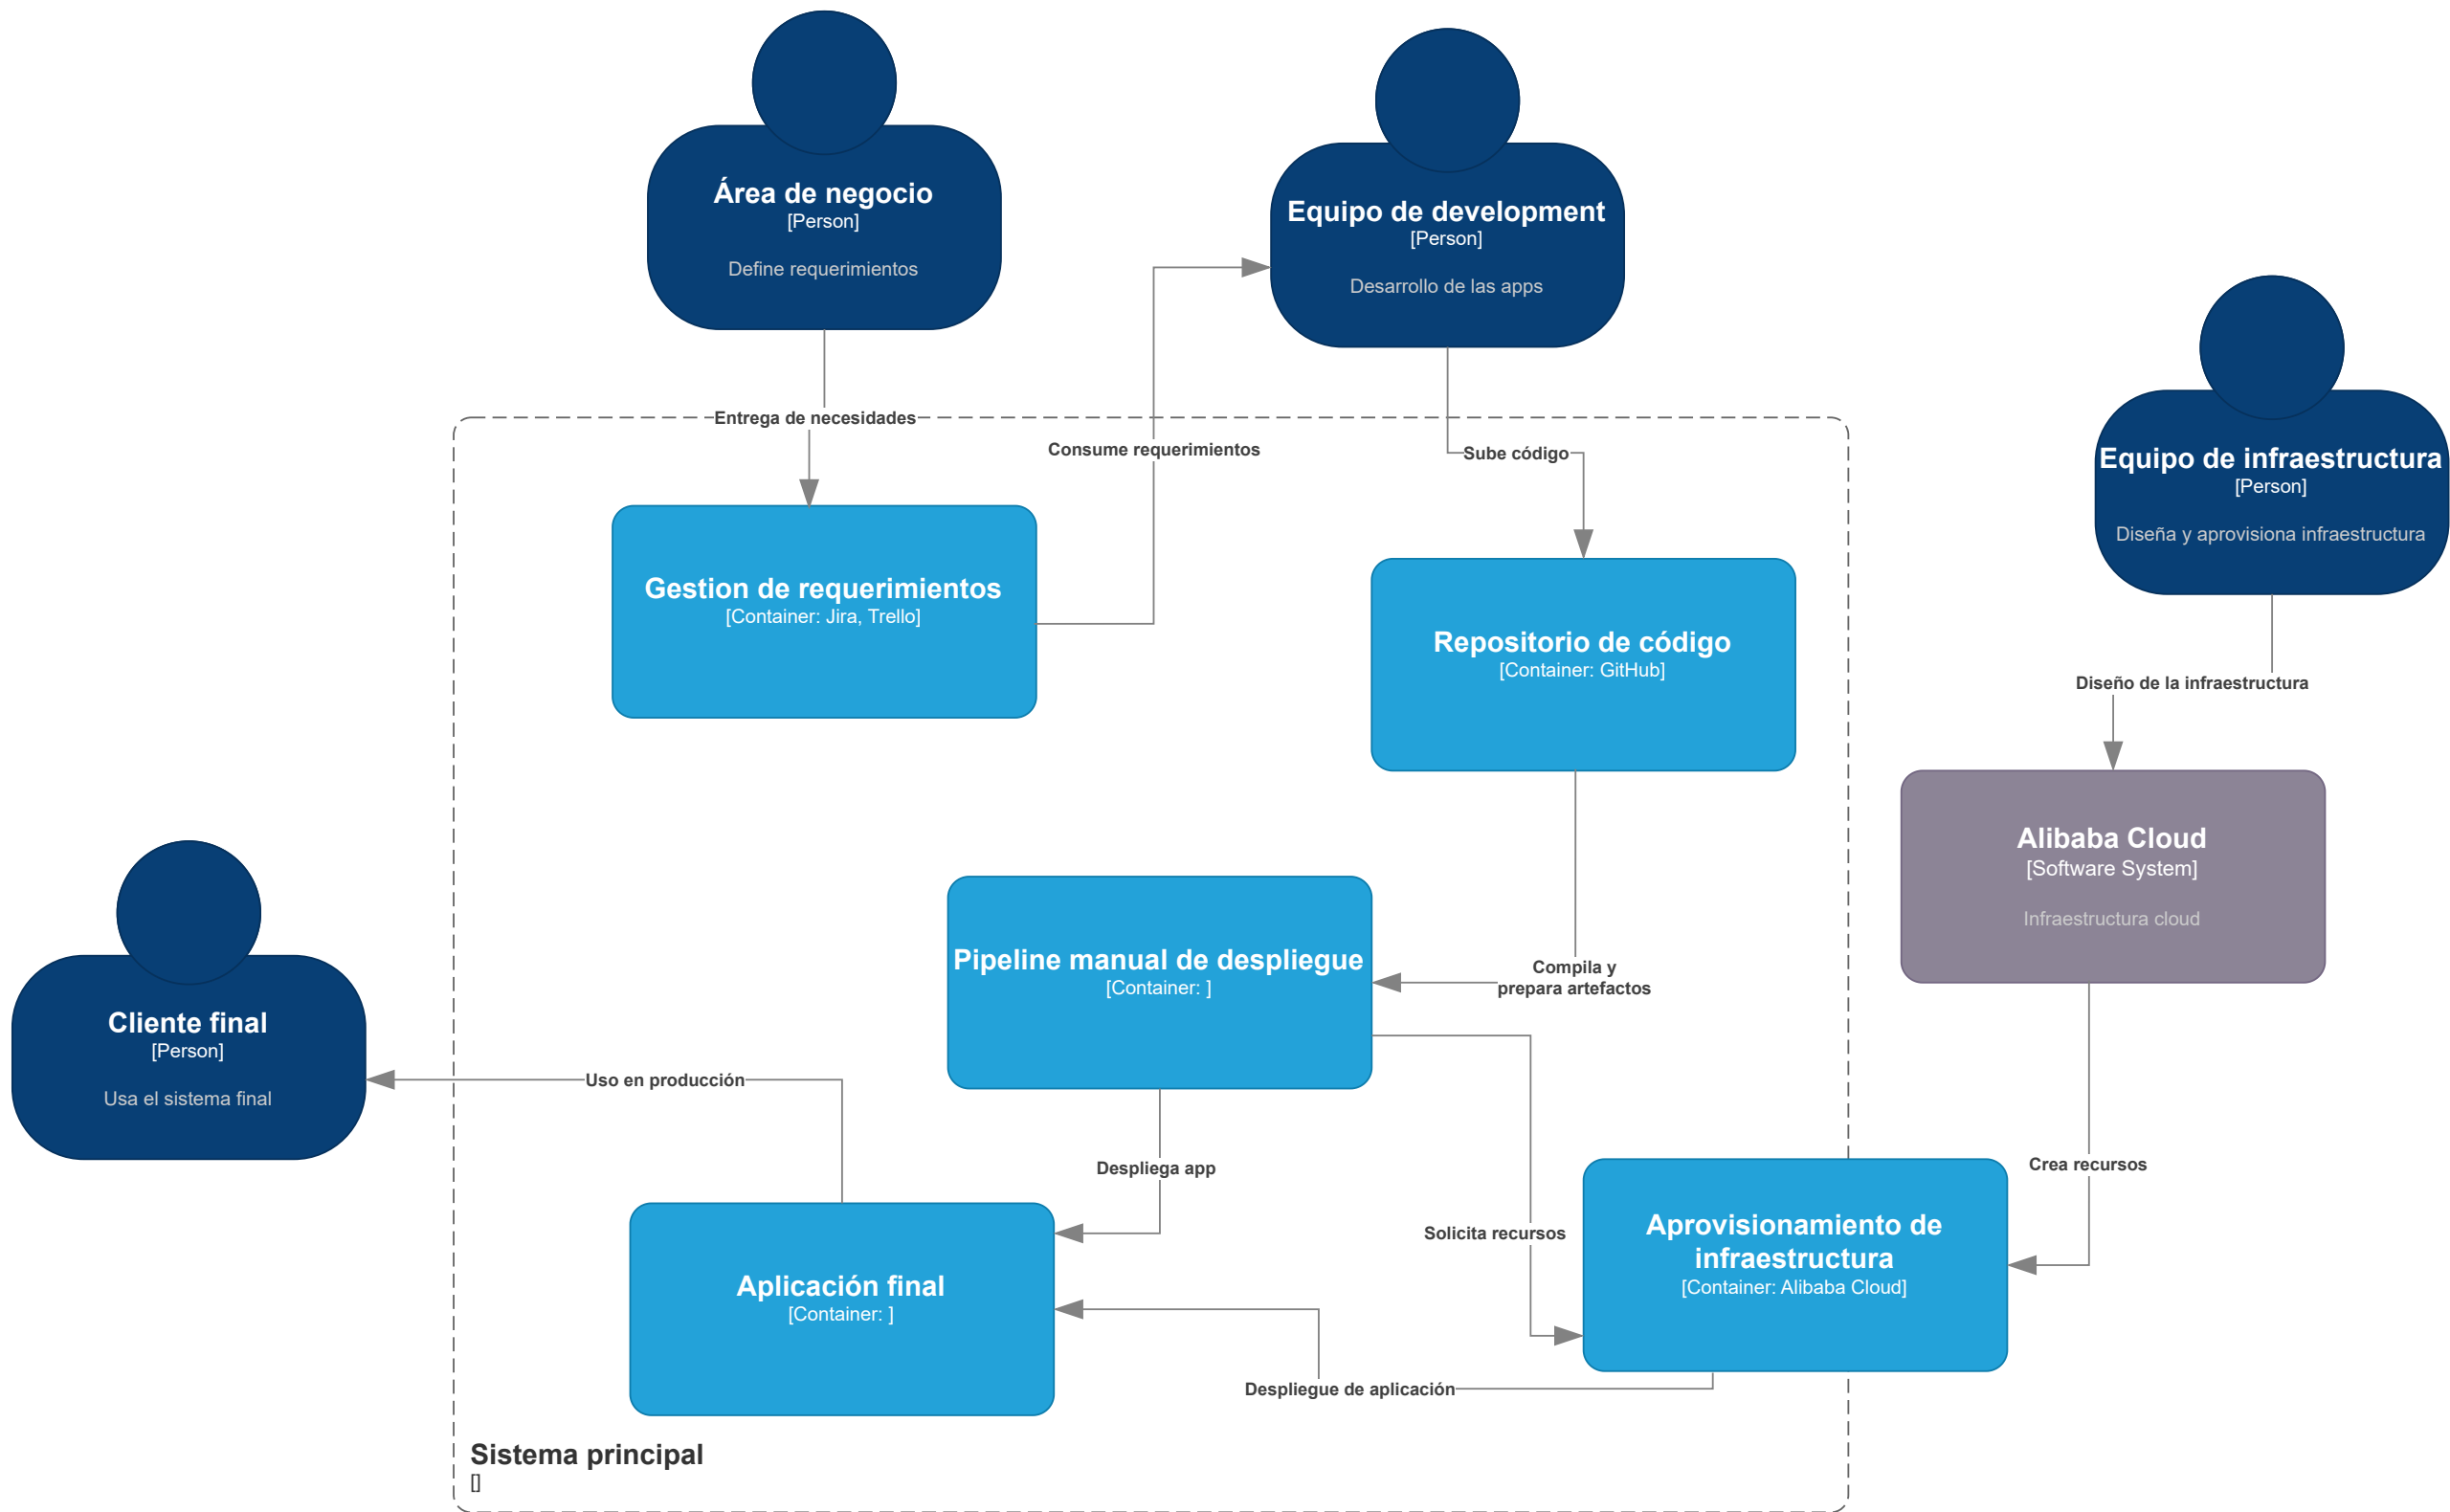 Área de negocio
[Person]
Define requerimientos
Equipo de development
[Person]
Desarrollo de las apps
Equipo de infraestructura
[Person]
Diseña y aprovisiona infraestructura
Entrega de necesidades
Consume requerimientos
Sube código
Gestion de requerimientos
[Container: Jira, Trello]
Repositorio de código
[Container: GitHub]
Diseño de la infraestructura
Alibaba Cloud
[Software System]
Infraestructura cloud
Pipeline manual de despliegue
[Container: ]
Compila y
prepara artefactos
Cliente final
[Person]
Usa el sistema final
Uso en producción
Despliega app
Crea recursos
Solicita recursos
Aprovisionamiento de
infraestructura
[Container: Alibaba Cloud]
Aplicación final
[Container: ]
Despliegue de aplicación
Sistema principal
[]